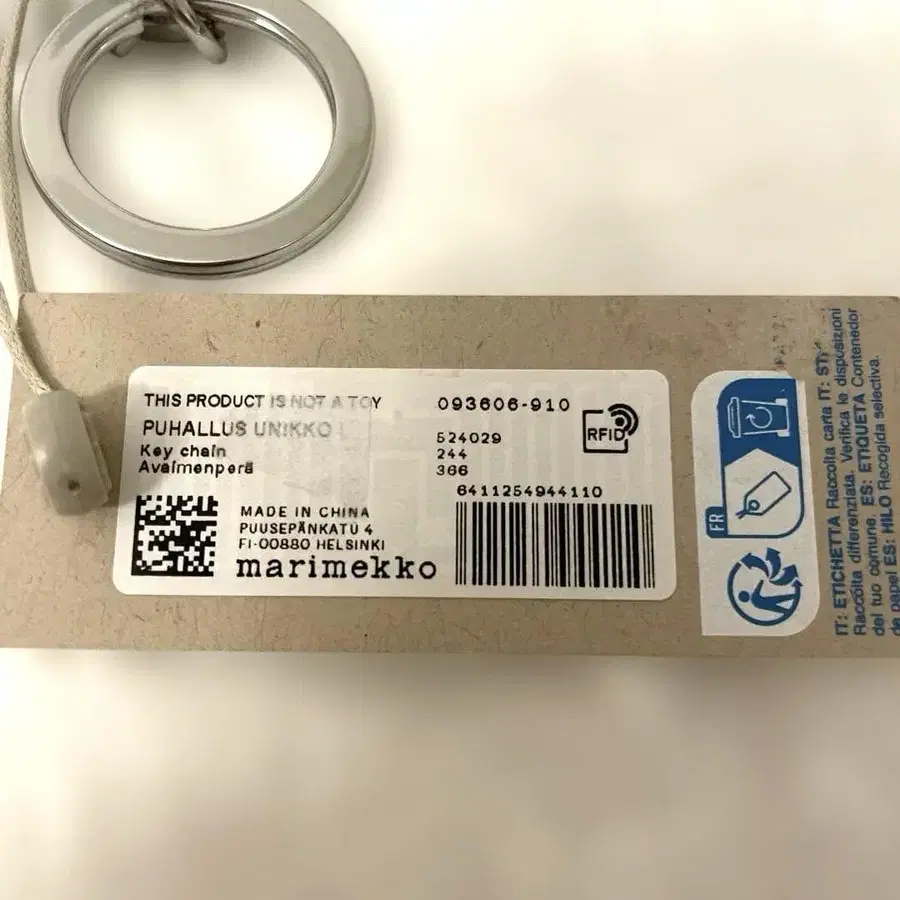 THIS PRODUCT IS NOT A TOY
093606-910
PUHALLUS UNIKKO
Key chain
Avaimenperä
524029
244
366
RFID
6411254944110
MADE IN CHINA
PUUSEPÄNKATU 4
FI-00880 HELSINKI
marimekko
FR
IT: ETICHETTA Raccolta carta IT:
Raccolta differenziata. Verifica le disposizioni
del tuo comune. ES: ETIQUETA Contenedor
de papel ES: HILO Recogida selectiva.